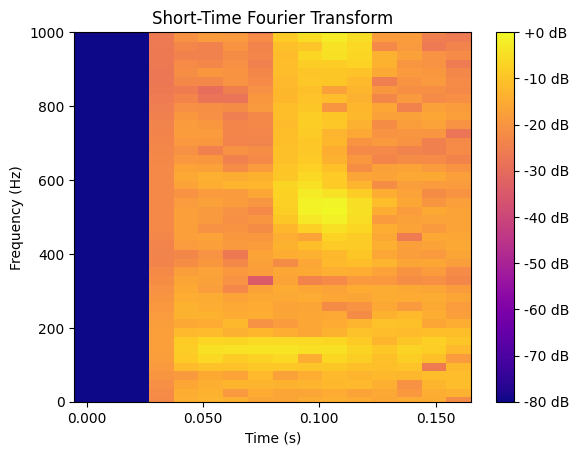 Short-Time Fourier Transform
1000
800
600
400
200
0
Frequency (Hz)
0.000
0.050
0.100
0.150
Time (s)
+0 dB
-10 dB
-20 dB
-30 dB
-40 dB
-50 dB
-60 dB
-70 dB
-80 dB